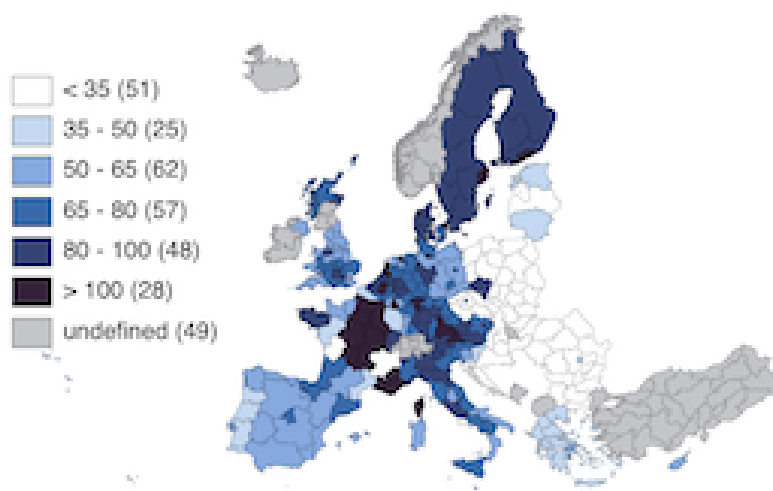 < 35 (51)
35 - 50 (25)
50 - 65 (62)
65 - 80 (57)
80 - 100 (48)
> 100 (28)
undefined (49)